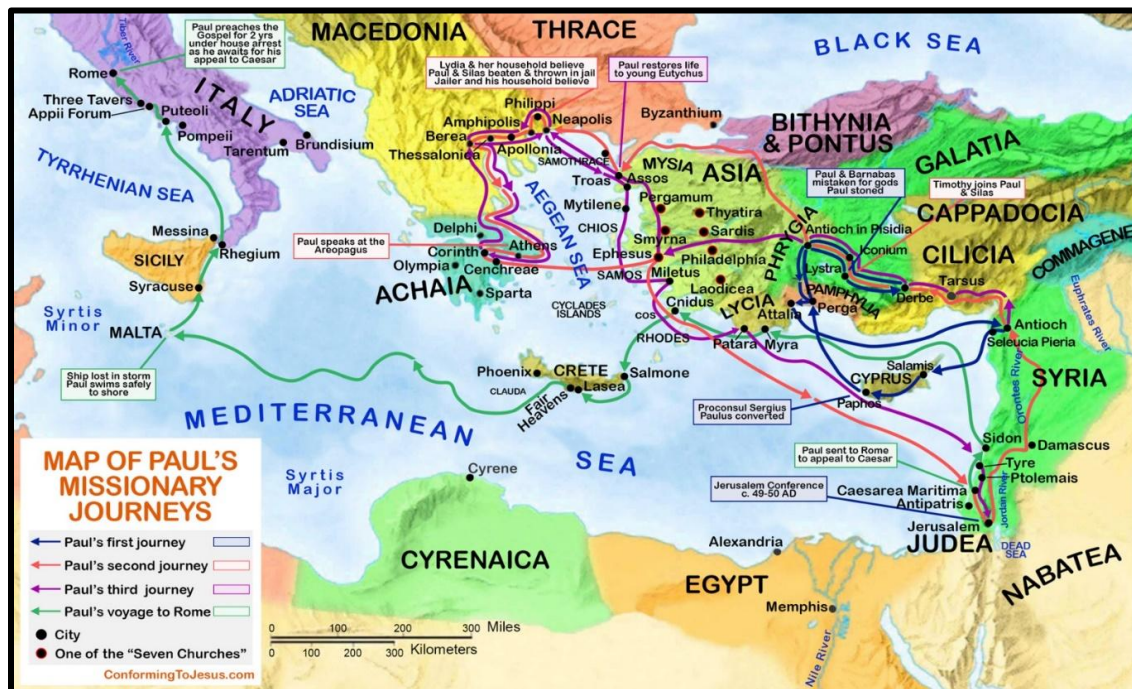 MACEDONIA
THRACE
BLACK SEA
Paul preaches the
Gospel for 2 yrs
under house arrest
as he awaits for his
appeal to Caesar
Tiber River
Rome
Three Tavers
Appii Forum
Puteoli
Pompeii
ITALY
ADRIATIC
SEA
Tarentum
Brundisium
TYRRHENIAN SEA
Lydia & her household believe
Paul & Silas beaten & thrown in jail
Jailer and his household believe
Paul restores life
to young Eutychus
Philippi
Neapolis
Amphipolis
Berea
Apollonia
Thessalonica
SAMOTHRACE
Byzanthium
BITHYNIA
& PONTUS
GALATIA
MYSIA
ASIA
Troas
Assos
Mytilene
Pergamum
Thyatira
CHIOS
Smyrna
Sardis
Ephesus
Philadelphia
SAMOS
Miletus
Laodicea
AEGEAN SEA
Paul & Barnabas
mistaken for gods
Paul stoned
Timothy joins Paul
& Silas
CAPPADOCIA
PHRYGIA
Antioch in Pisidia
Iconium
Lystra
Derbe
CILICIA
Tarsus
COMMAGENE
Euphrates River
Messina
Rhegium
SICILY
Syracuse
Paul speaks at the
Areopagus
Delphi
Corinth
Athens
Olympia
Cenchreae
ACHAIA
Sparta
CYCLADES
ISLANDS
Cnidus
COS
RHODES
LYCIA
PAMPHYLIA
Attalia
Perga
Patara
Myra
Antioch
Seleucia Pieria
Orontes River
SYRIA
Salamis
CYPRUS
Paphos
Proconsul Sergius
Paulus converted
Syrtis
Minor
MALTA
Ship lost in storm
Paul swims safely
to shore
Phoenix
CRETE
Salmone
CLAUDA
Lasea
Fair
Heavens
MEDITERRANEAN
SEA
Sidon
Damascus
Tyre
Ptolemais
Paul sent to Rome
to appeal to Caesar
Caesarea Maritima
Antipatris
Jordan River
Jerusalem Conference
c. 49-50 AD
Jerusalem
JUDEA
DEAD
SEA
NABATEA
Syrtis
Major
Cyrene
CYRENAICA
Alexandria
EGYPT
Memphis
Nile River
MAP OF PAUL'S
MISSIONARY
JOURNEYS
Paul's first journey
Paul's second journey
Paul's third journey
Paul's voyage to Rome
City
One of the "Seven Churches"
ConformingToJesus.com
0 100 200 300 Miles
0 100 200 300 Kilometers